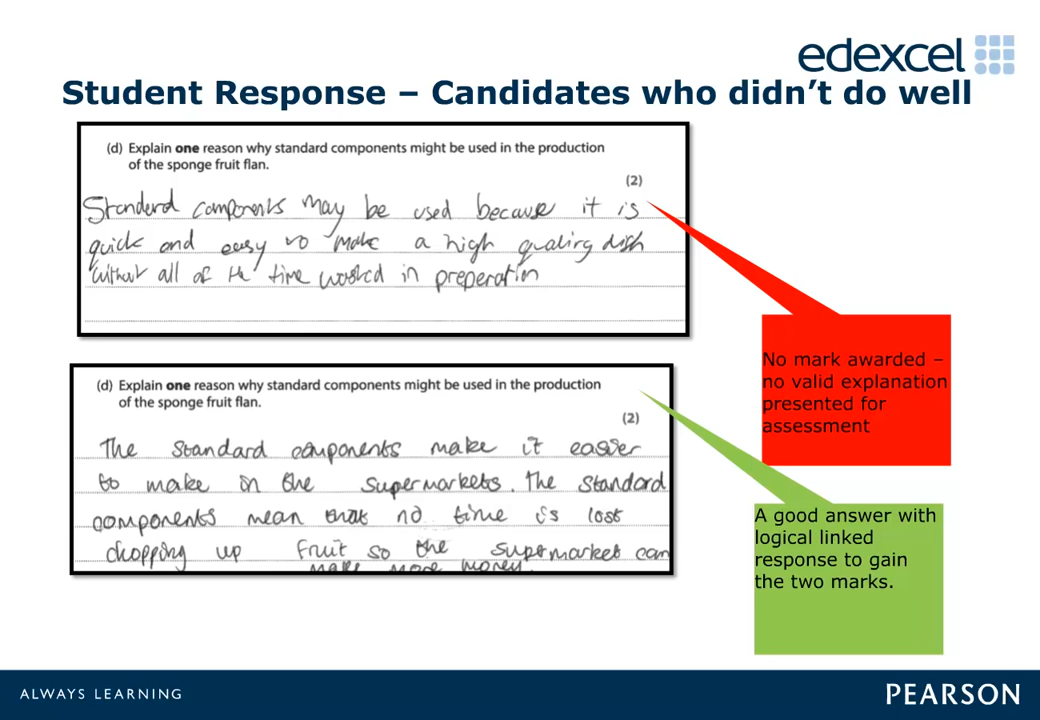 edexcel
Student Response – Candidates who didn't do well
(d) Explain one reason why standard components might be used in the production
of the sponge fruit flan.
(2)
Standard components may be used because it is
quick and easy to make a high quality dish
without all of the time wasted in preperation
No mark awarded –
no valid explanation
presented for
assessment
(d) Explain one reason why standard components might be used in the production
of the sponge fruit flan.
(2)
The standard components make it easier
to make in the supermarkets. The standard
components mean that no time is lost
chopping up fruit so the supermarket can
make more money.
A good answer with
logical linked
response to gain
the two marks.
ALWAYS LEARNING
PEARSON